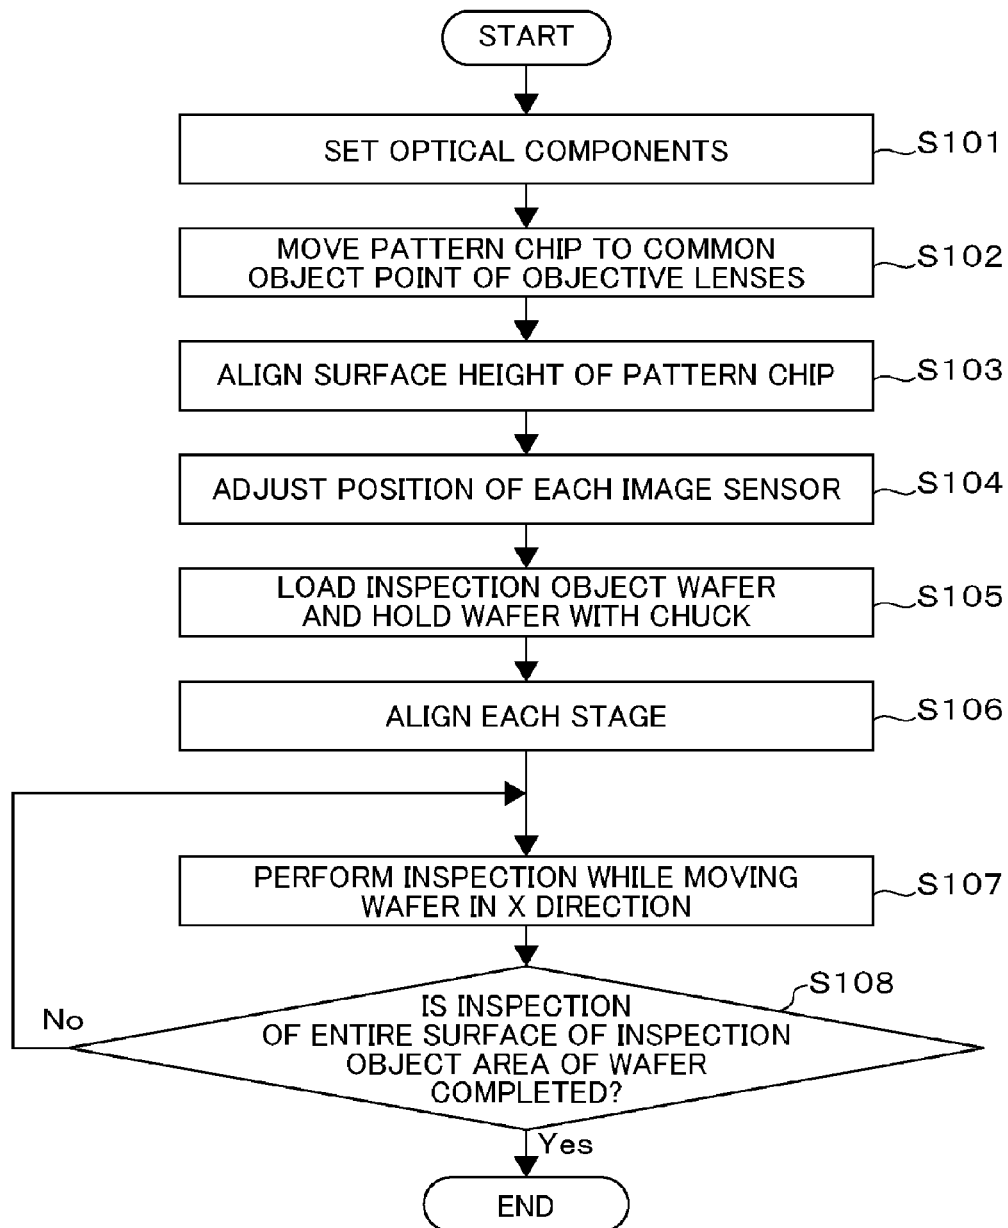 START
SET OPTICAL COMPONENTS
S101
MOVE PATTERN CHIP TO COMMON
OBJECT POINT OF OBJECTIVE LENSES
S102
ALIGN SURFACE HEIGHT OF PATTERN CHIP
S103
ADJUST POSITION OF EACH IMAGE SENSOR
S104
LOAD INSPECTION OBJECT WAFER
AND HOLD WAFER WITH CHUCK
S105
ALIGN EACH STAGE
S106
PERFORM INSPECTION WHILE MOVING
WAFER IN X DIRECTION
S107
S108
IS INSPECTION
OF ENTIRE SURFACE OF INSPECTION
OBJECT AREA OF WAFER
COMPLETED?
No
Yes
END